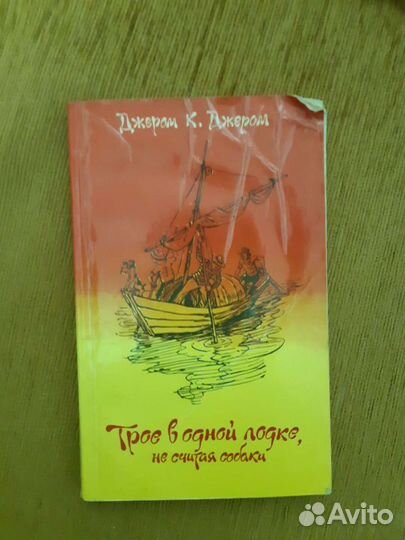 Джером К. Джером
Трое в одной лодке,
не считая собаки
Avito